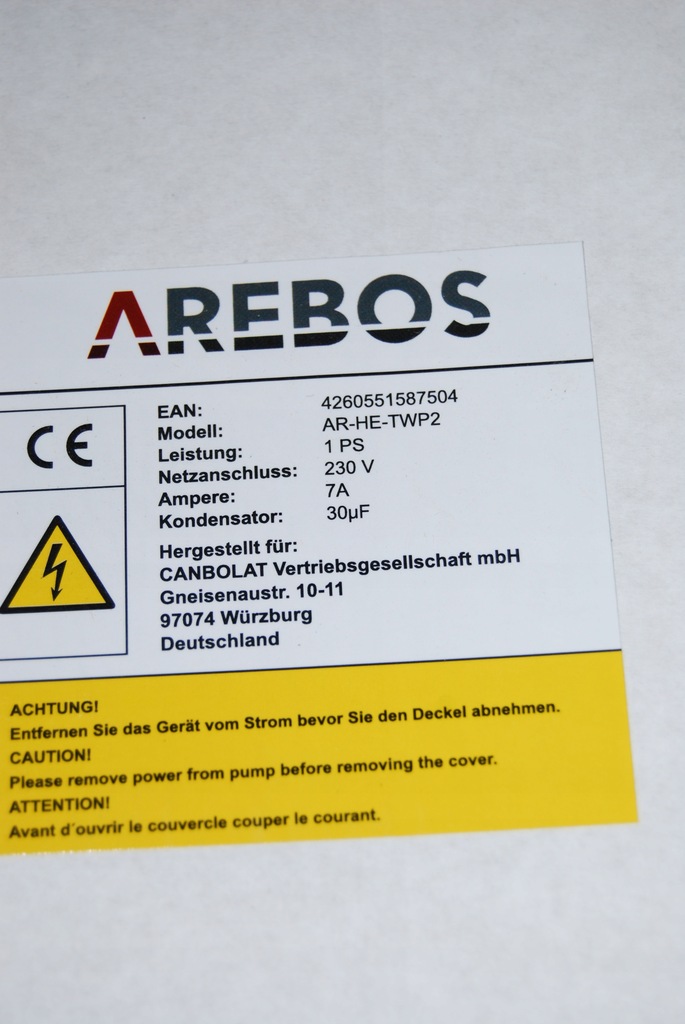 AREBOS
CE
EAN: 4260551587504
Modell: AR-HE-TWP2
Leistung: 1 PS
Netzanschluss: 230 V
Ampere: 7A
Kondensator: 30µF
Hergestellt für:
CANBOLAT Vertriebsgesellschaft mbH
Gneisenaustr. 10-11
97074 Würzburg
Deutschland
ACHTUNG!
Entfernen Sie das Gerät vom Strom bevor Sie den Deckel abnehmen.
CAUTION!
Please remove power from pump before removing the cover.
ATTENTION!
Avant d´ouvrir le couvercle couper le courant.